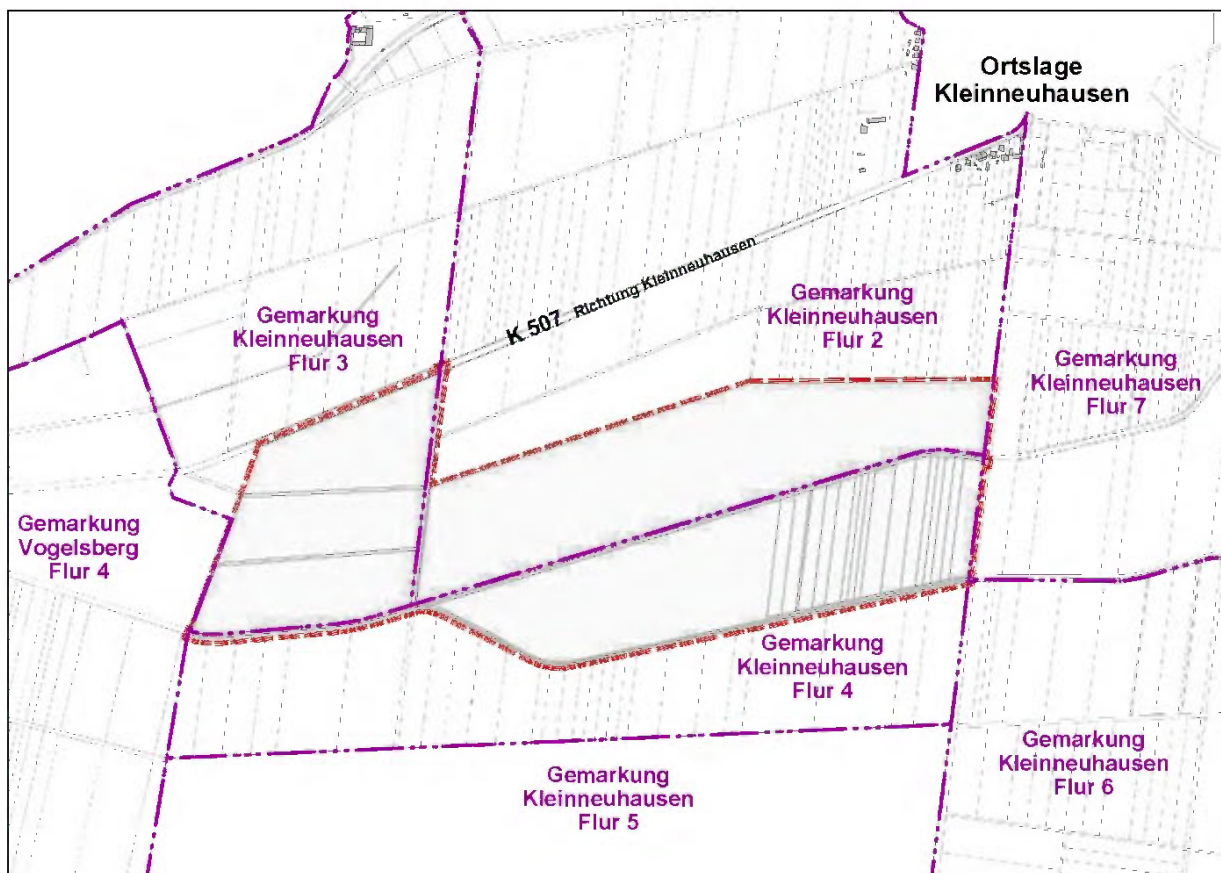 Ortslage
Kleinneuhausen
K 507 Richtung Kleinneuhausen
Gemarkung
Kleinneuhausen
Flur 3
Gemarkung
Kleinneuhausen
Flur 2
Gemarkung
Kleinneuhausen
Flur 7
Gemarkung
Vogelsberg
Flur 4
Gemarkung
Kleinneuhausen
Flur 4
Gemarkung
Kleinneuhausen
Flur 5
Gemarkung
Kleinneuhausen
Flur 6